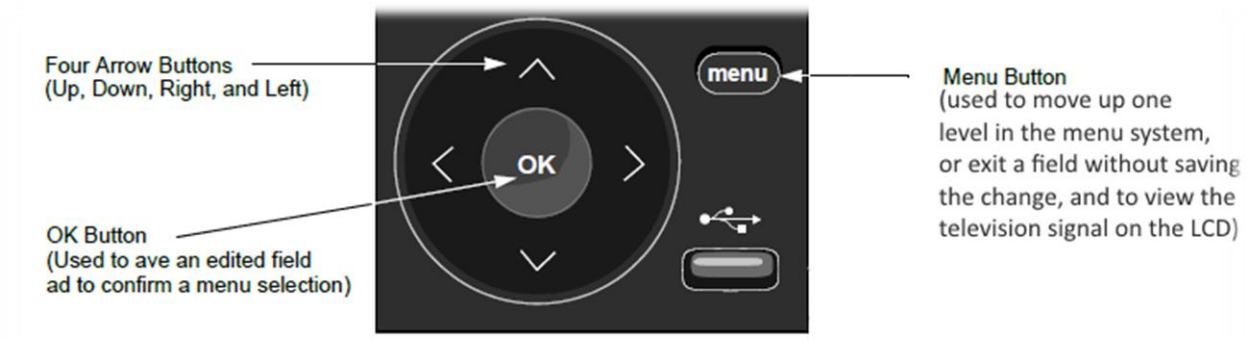 Four Arrow Buttons
(Up, Down, Right, and Left)
OK Button
(Used to ave an edited field
ad to confirm a menu selection)
OK
menu
Menu Button
(used to move up one
level in the menu system,
or exit a field without saving
the change, and to view the
television signal on the LCD)